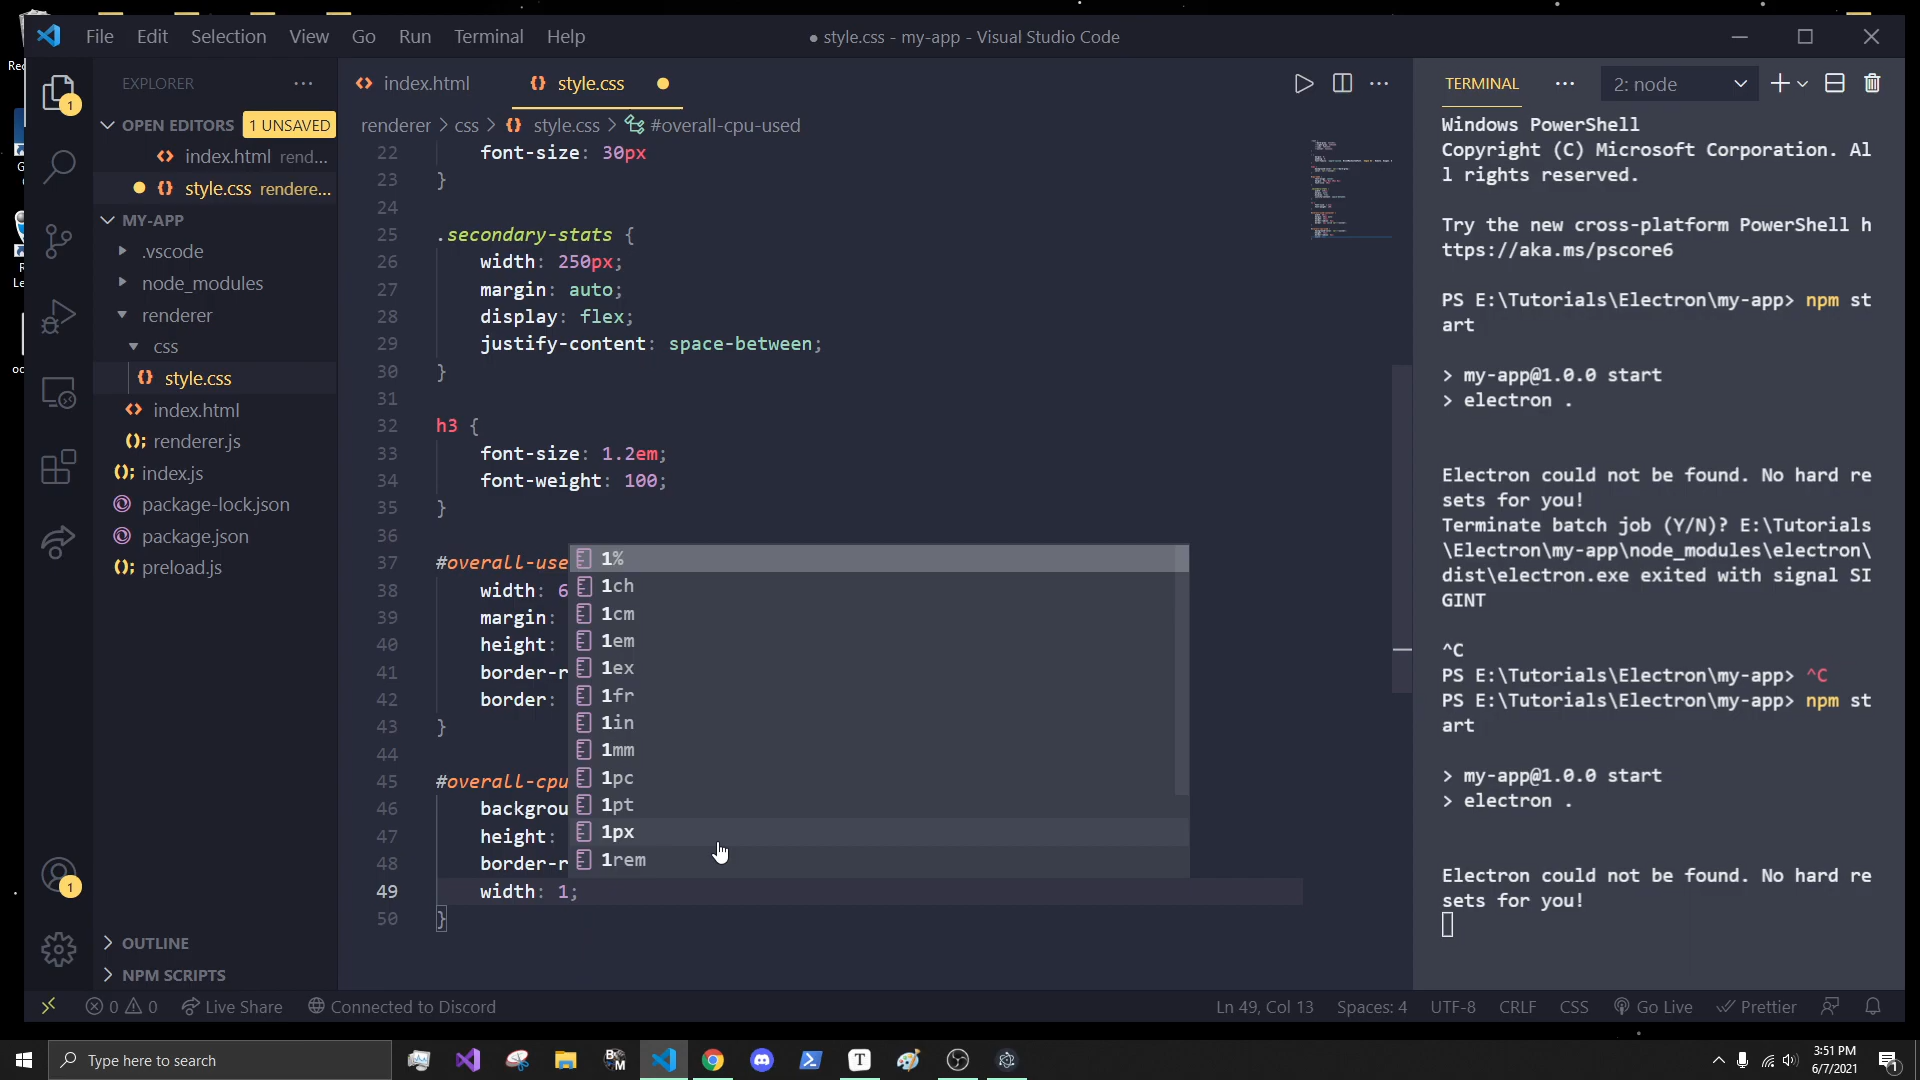 File Edit Selection View Go Run Terminal Help
● style.css - my-app - Visual Studio Code
EXPLORER
OPEN EDITORS 1 UNSAVED
index.html rend...
style.css rendere...
MY-APP
.vscode
node_modules
renderer
css
style.css
index.html
renderer.js
index.js
package-lock.json
package.json
preload.js
OUTLINE
NPM SCRIPTS
index.html style.css
renderer > css > style.css > #overall-cpu-used
22 font-size: 30px
23 }
24
25 .secondary-stats {
26 width: 250px;
27 margin: auto;
28 display: flex;
29 justify-content: space-between;
30 }
31
32 h3 {
33 font-size: 1.2em;
34 font-weight: 100;
35 }
36
37 #overall-use
38 width: 6
39 margin:
40 height:
41 border-r
42 border:
43 }
44
45 #overall-cpu
46 backgrou
47 height:
48 border-r
49 width: 1;
50 }
1%
1ch
1cm
1em
1ex
1fr
1in
1mm
1pc
1pt
1px
1rem
TERMINAL 2: node
Windows PowerShell
Copyright (C) Microsoft Corporation. Al
l rights reserved.
Try the new cross-platform PowerShell h
ttps://aka.ms/pscore6
PS E:\Tutorials\Electron\my-app> npm st
art
> my-app@1.0.0 start
> electron .
Electron could not be found. No hard re
sets for you!
Terminate batch job (Y/N)? E:\Tutorials
\Electron\my-app\node_modules\electron\
dist\electron.exe exited with signal SI
GINT
^C
PS E:\Tutorials\Electron\my-app> ^C
PS E:\Tutorials\Electron\my-app> npm st
art
> my-app@1.0.0 start
> electron .
Electron could not be found. No hard re
sets for you!
0 0 Live Share Connected to Discord
Ln 49, Col 13 Spaces: 4 UTF-8 CRLF CSS Go Live Prettier
Type here to search
3:51 PM
6/7/2021